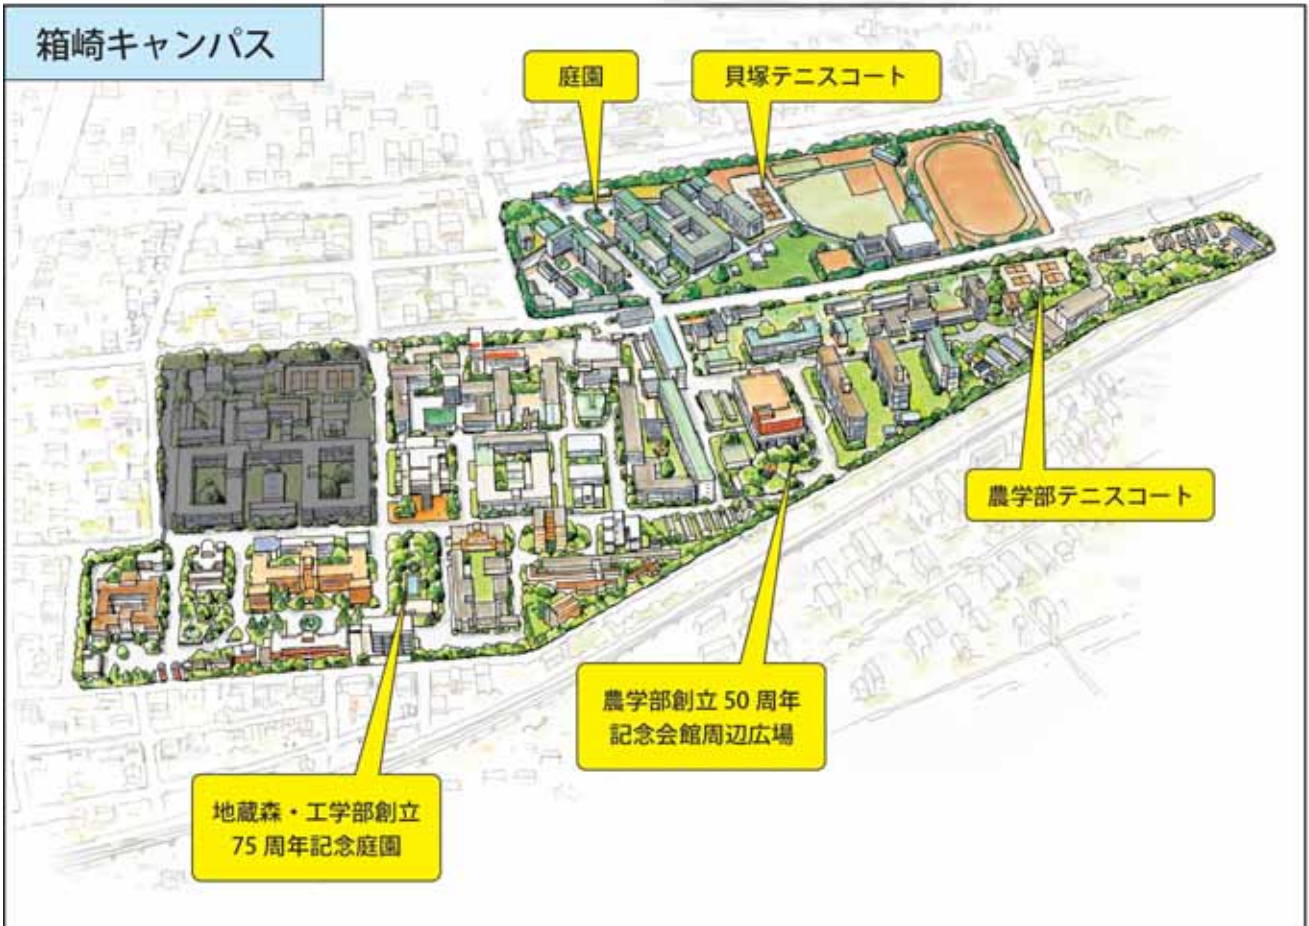 箱崎キャンパス
庭園
貝塚テニスコート
農学部テニスコート
農学部創立 50 周年
記念会館周辺広場
地蔵森・工学部創立
75 周年記念庭園